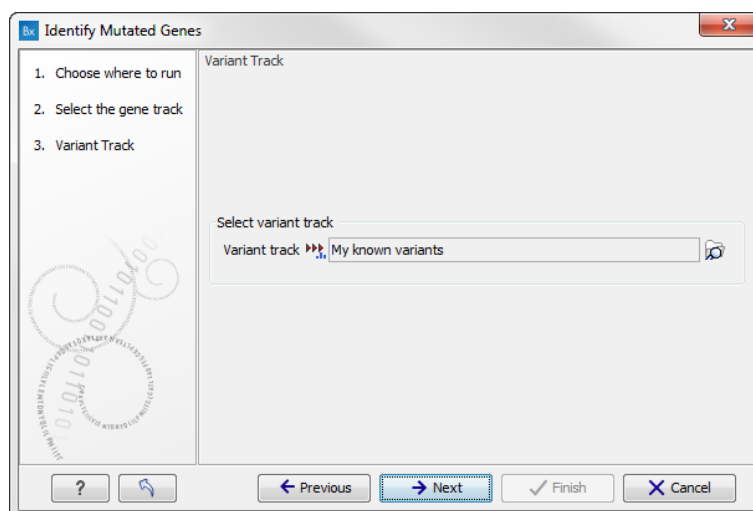 Bx Identify Mutated Genes
1. Choose where to run
2. Select the gene track
3. Variant Track
Variant Track
Select variant track
Variant track My known variants
? Previous Next Finish Cancel